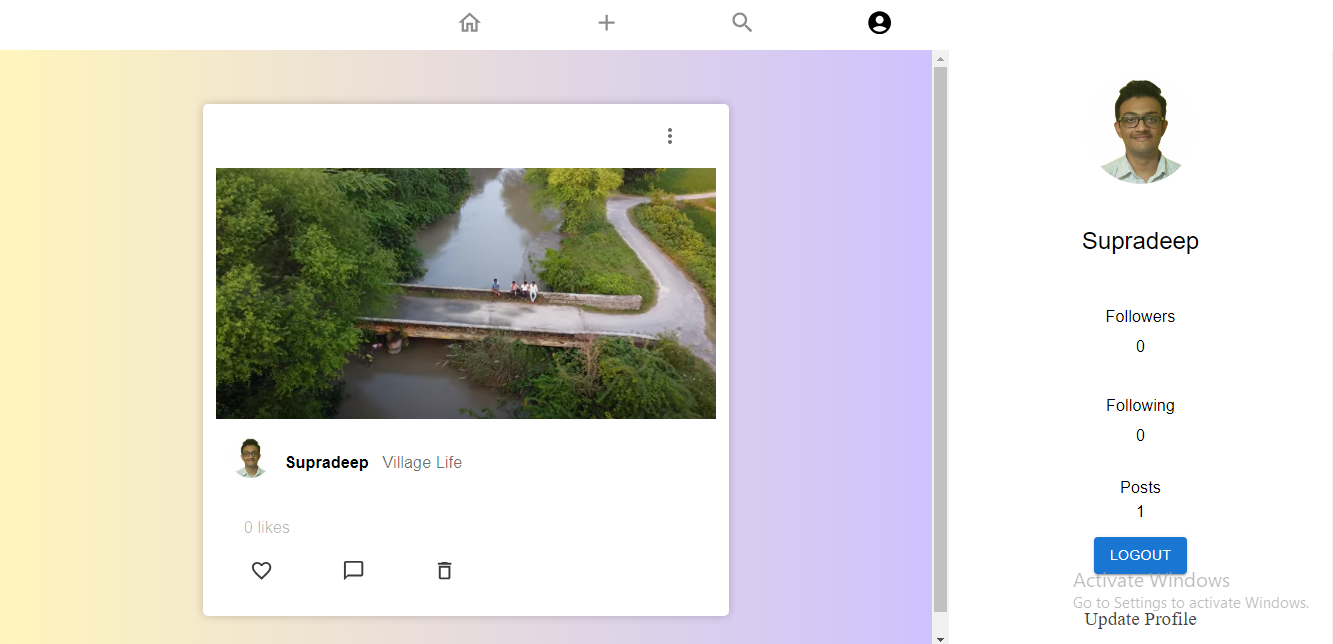 Supradeep Village Life
0 likes
Supradeep
Followers
0
Following
0
Posts
1
LOGOUT
Activate Windows
Go to Settings to activate Windows.
Update Profile